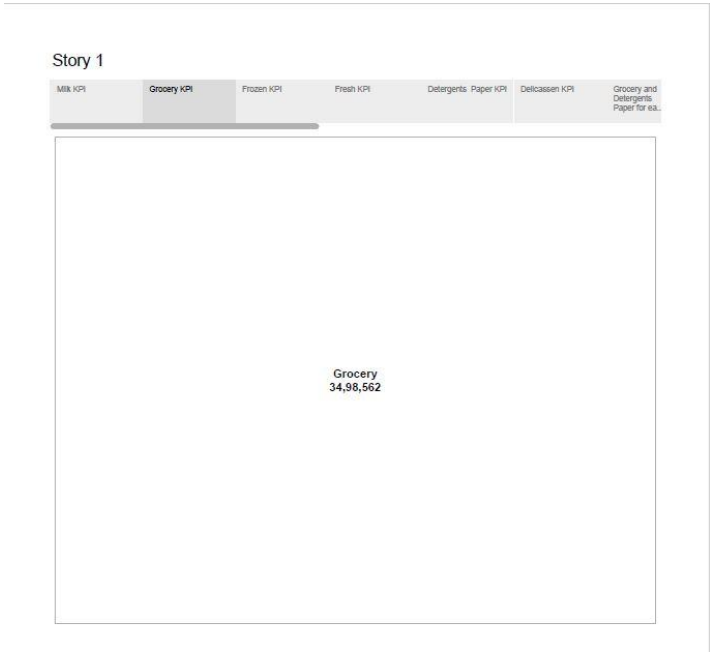 Story 1
Milk KPI
Grocery KPI
Frozen KPI
Fresh KPI
Detergents Paper KPI
Delicassen KPI
Grocery and
Detergents
Paper for ea..
Grocery
34,98,562